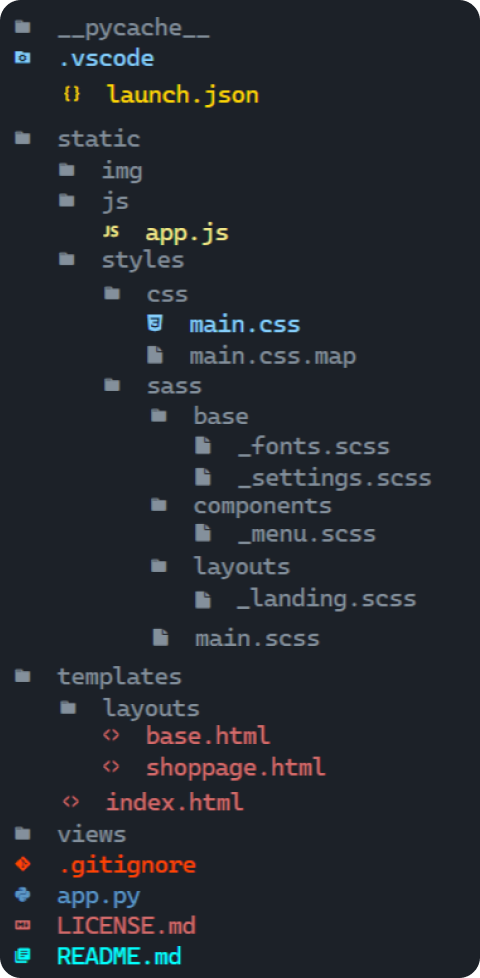 __pycache__
.vscode
{} launch.json
static
img
js
JS app.js
styles
css
main.css
main.css.map
sass
base
_fonts.scss
_settings.scss
components
_menu.scss
layouts
_landing.scss
main.scss
templates
layouts
<> base.html
<> shoppage.html
<> index.html
views
.gitignore
app.py
LICENSE.md
README.md